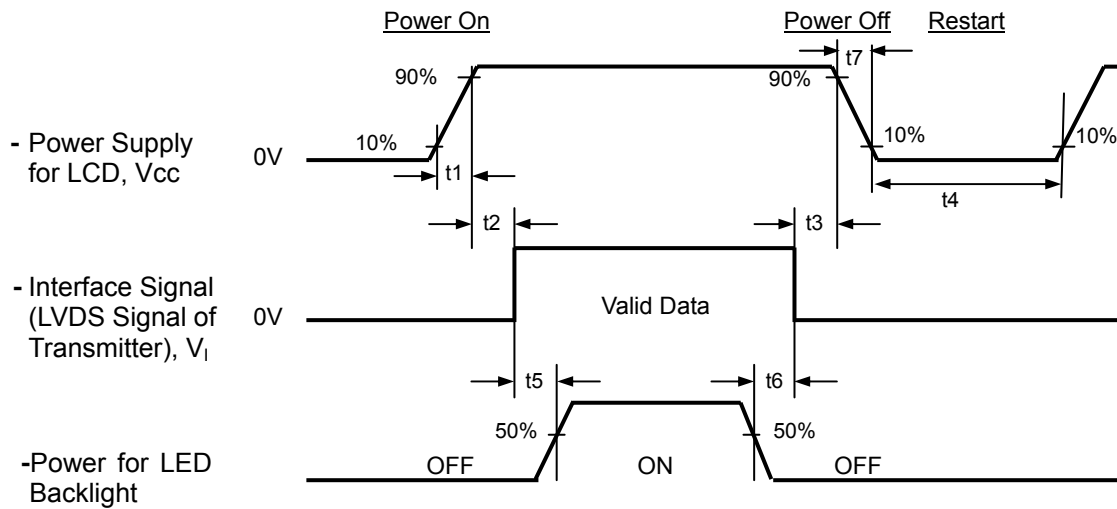 Power On
Power Off
Restart
t7
90%
90%
- Power Supply
for LCD, Vcc
0V
10%
10%
10%
t1
t4
t2
t3
- Interface Signal
(LVDS Signal of
Transmitter), VI
0V
Valid Data
t5
t6
50%
50%
-Power for LED
Backlight
OFF
ON
OFF